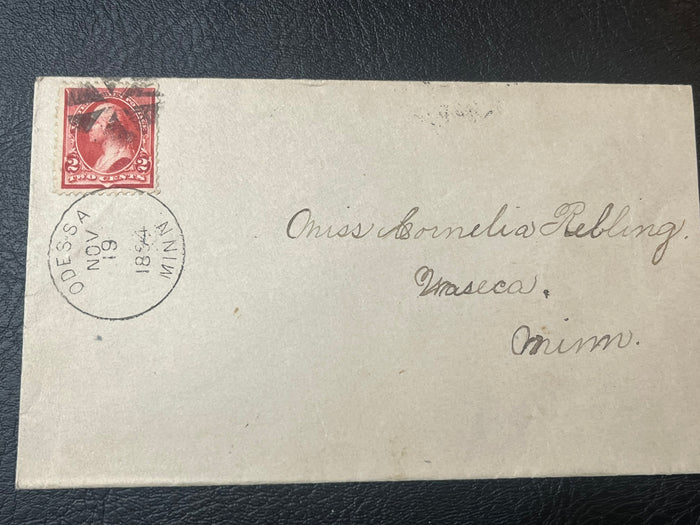 2 2
TWO CENTS
ODESSA
MINN
NOV
19
1894
Miss Cornelia Rebling.
Waseca.
Minn.